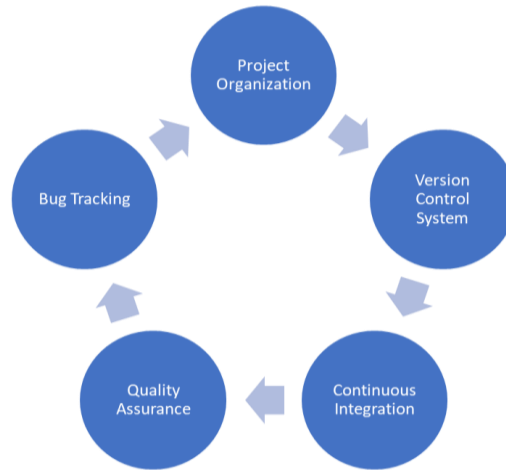 Project
Organization
Version
Control
System
Continuous
Integration
Quality
Assurance
Bug Tracking